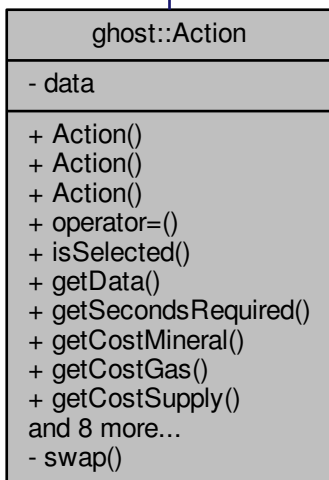 ghost::Action
- data
+ Action()
+ Action()
+ Action()
+ operator=()
+ isSelected()
+ getData()
+ getSecondsRequired()
+ getCostMineral()
+ getCostGas()
+ getCostSupply()
and 8 more...
- swap()